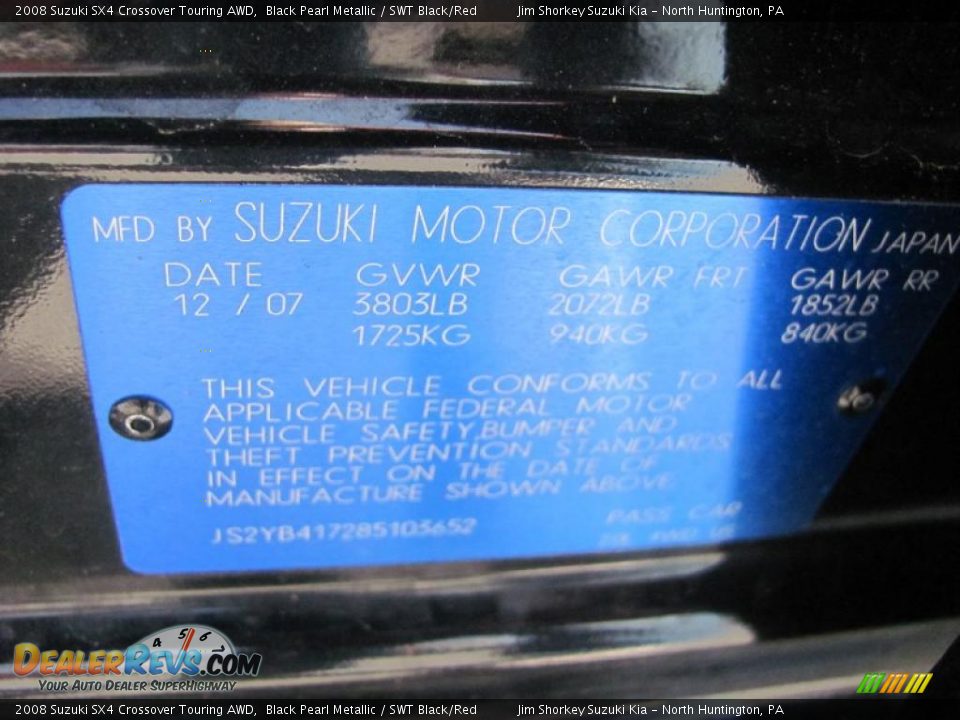 2008 Suzuki SX4 Crossover Touring AWD, Black Pearl Metallic / SWT Black/Red Jim Shorkey Suzuki Kia - North Huntington, PA
MFD BY SUZUKI MOTOR CORPORATION JAPAN
DATE GVWR GAWR FRT GAWR RR
12 / 07 3803LB 2072LB 1852LB
1725KG 940KG 840KG
THIS VEHICLE CONFORMS TO ALL
APPLICABLE FEDERAL MOTOR
VEHICLE SAFETY,BUMPER AND
THEFT PREVENTION STANDARDS
IN EFFECT ON THE DATE OF
MANUFACTURE SHOWN ABOVE
JS2YB417285103652 PASS CAR
4 5 6
DEALERREVS.COM
YOUR AUTO DEALER SUPERHIGHWAY
2008 Suzuki SX4 Crossover Touring AWD, Black Pearl Metallic / SWT Black/Red Jim Shorkey Suzuki Kia - North Huntington, PA